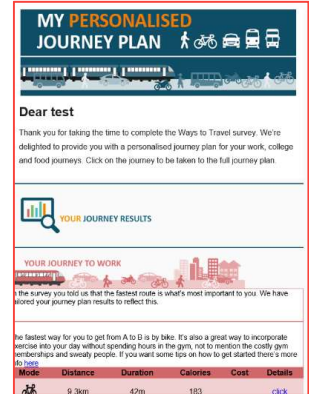 MY PERSONALISED
JOURNEY PLAN
Dear test
Thank you for taking the time to complete the Ways to Travel survey. We're
delighted to provide you with a personalised journey plan for your work, college
and food journeys. Click on the journey to be taken to the full journey plan.
YOUR JOURNEY RESULTS
YOUR JOURNEY TO WORK
the survey you told us that the fastest route is what's most important to you. We have
ilored your journey plan results to reflect this.
he fastest way for you to get from A to B is by bike. It's also a great way to incorporate
xercise into your day without spending hours in the gym, not to mention the costly gym
emberships and sweaty people. If you want some tips on how to get started there's more
fo here
Mode Distance Duration Calories Cost Details
9.3km 42m 183 click